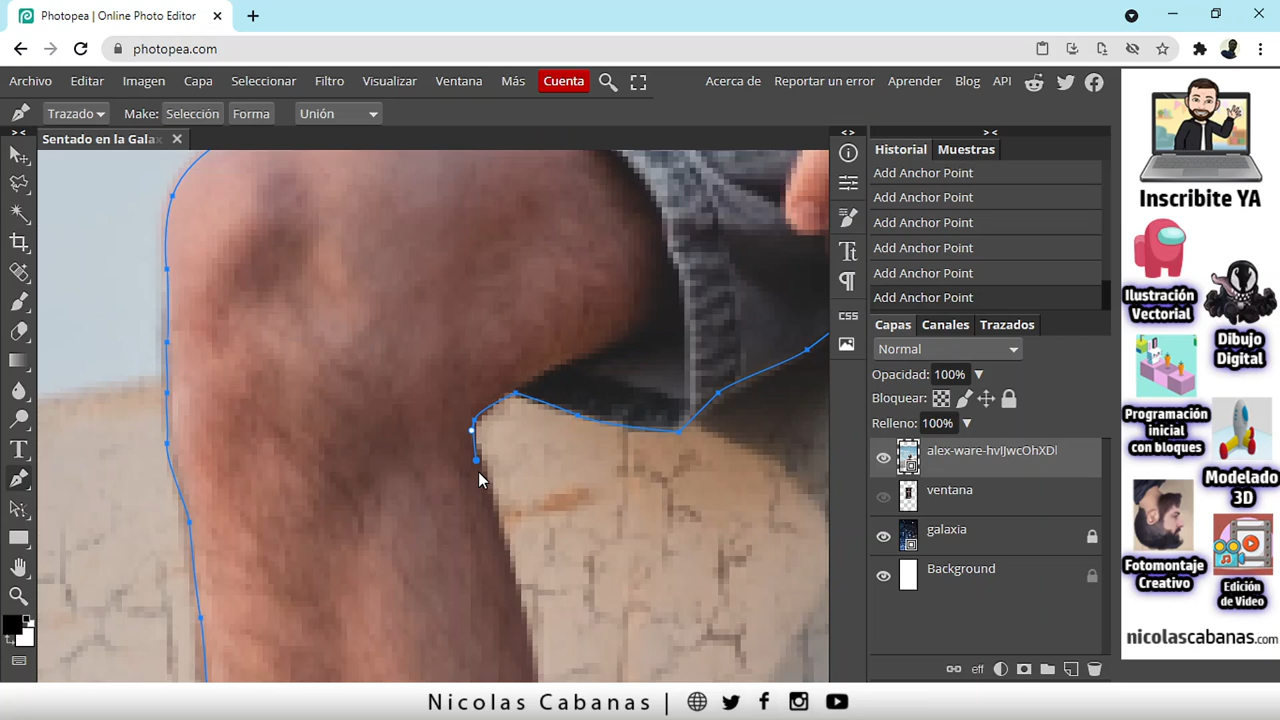 Photopea | Online Photo Editor
photopea.com
Archivo Editar Imagen Capa Seleccionar Filtro Visualizar Ventana Más Cuenta Acerca de Reportar un error Aprender Blog API
Trazado Make: Selección Forma Unión
Sentado en la Gala
Historial Muestras
Add Anchor Point
Add Anchor Point
Add Anchor Point
Add Anchor Point
Add Anchor Point
Add Anchor Point
CSS
Capas Canales Trazados
Normal
Opacidad: 100%
Bloquear:
Relleno: 100%
alex-ware-hvIJwcOhXDI
ventana
galaxia
Background
eff
Inscribite YA
Ilustración
Vectorial
Dibujo
Digital
Programación
inicial
con bloques
Modelado
3D
Fotomontaje
Creativo
Edición
de Video
nicolascabanas.com
Nicolas Cabanas |